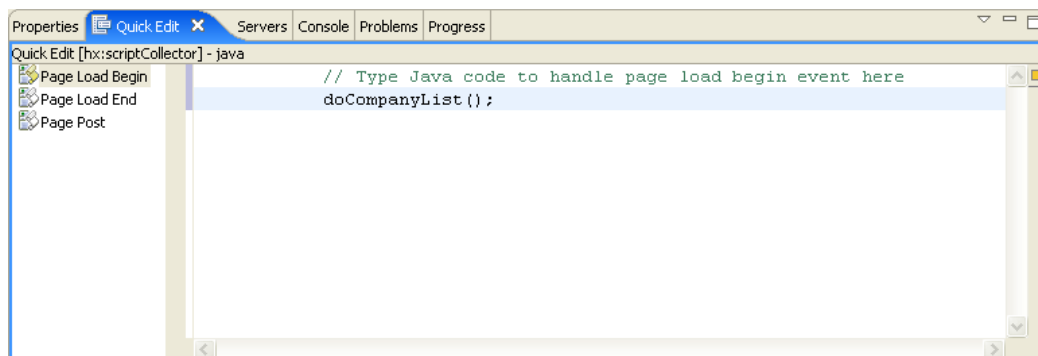 Properties Quick Edit Servers Console Problems Progress
Quick Edit [hx:scriptCollector] - java
Page Load Begin
// Type Java code to handle page load begin event here
Page Load End
doCompanyList();
Page Post